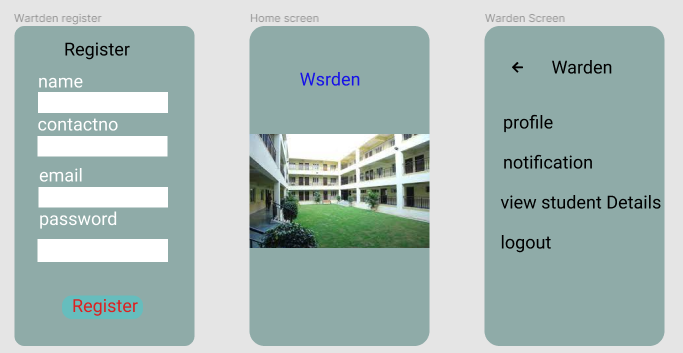 Wartden register
Register
name
contactno
email
password
Register
Home screen
Wsrden
Warden Screen
Warden
profile
notification
view student Details
logout